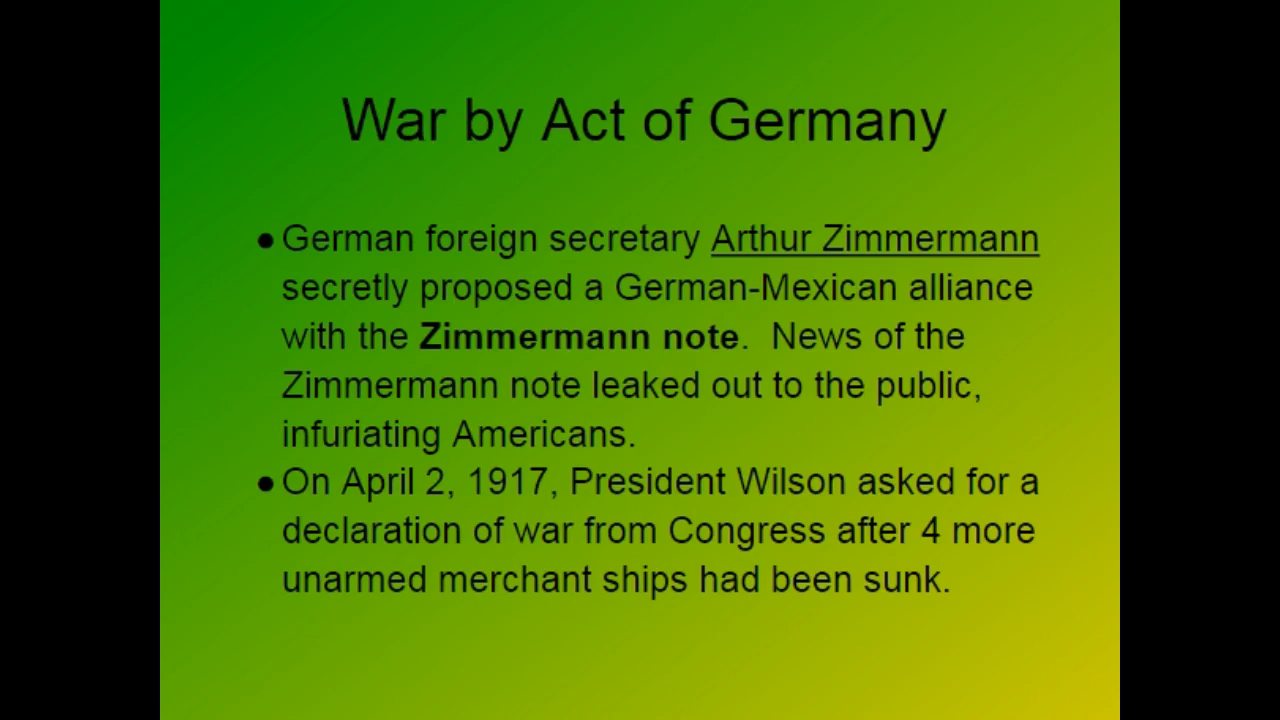 War by Act of Germany
● German foreign secretary Arthur Zimmermann
secretly proposed a German-Mexican alliance
with the Zimmermann note.  News of the
Zimmermann note leaked out to the public,
infuriating Americans.
● On April 2, 1917, President Wilson asked for a
declaration of war from Congress after 4 more
unarmed merchant ships had been sunk.